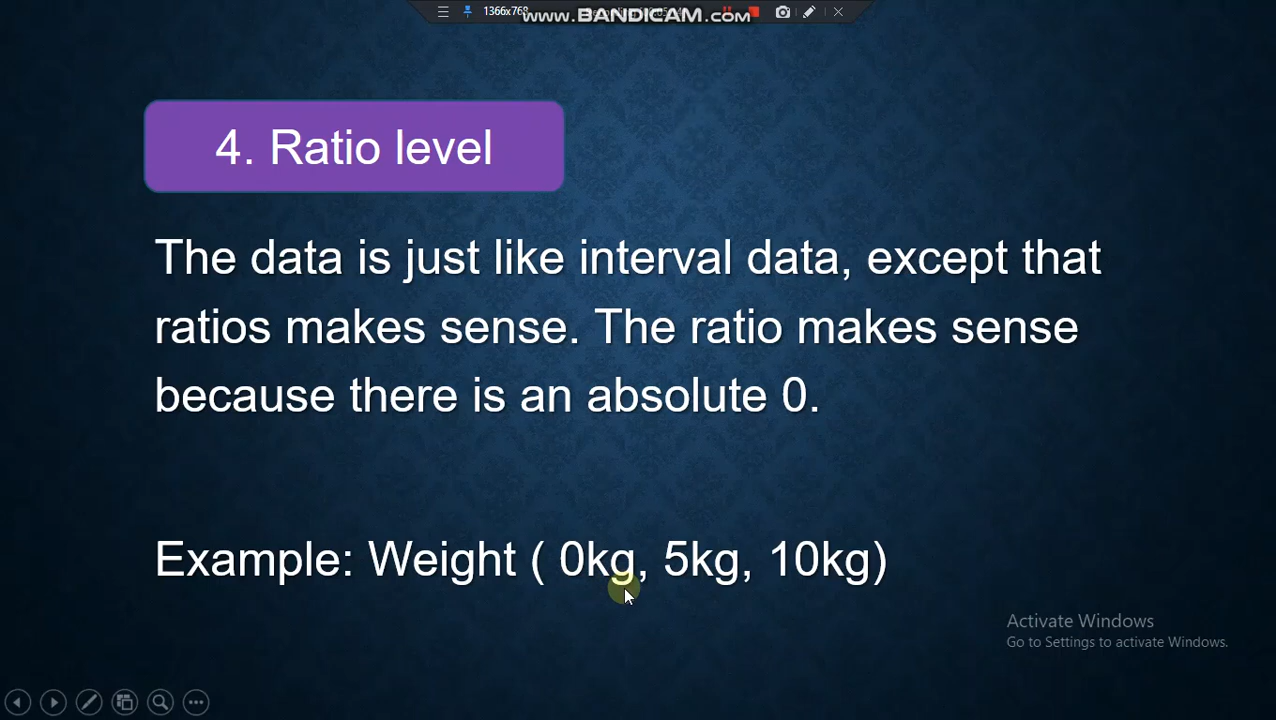 1366x768
www.BANDICAM.com
4. Ratio level
The data is just like interval data, except that
ratios makes sense. The ratio makes sense
because there is an absolute 0.
Example: Weight ( 0kg, 5kg, 10kg)
Activate Windows
Go to Settings to activate Windows.